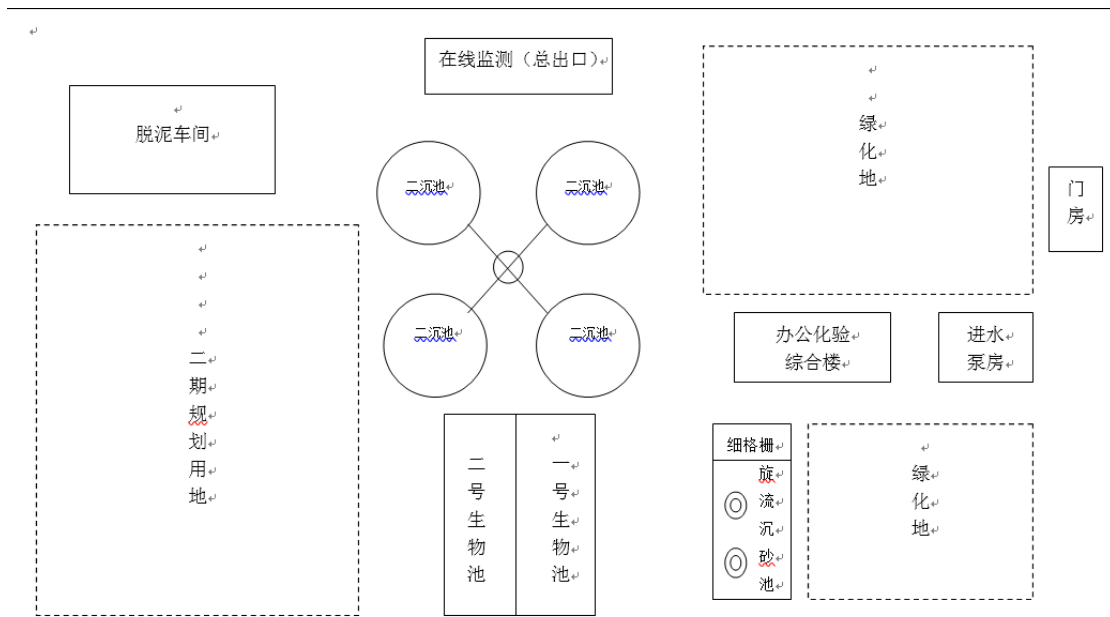 在线监测（总出口）
脱泥车间
绿
化
地
门
房
二沉池
二沉池
二沉池
二沉池
办公化验
综合楼
进水
泵房
二
期
规
划
用
地
二
号
生
物
池
一
号
生
物
池
细格栅
旋
流
沉
砂
池
绿
化
地